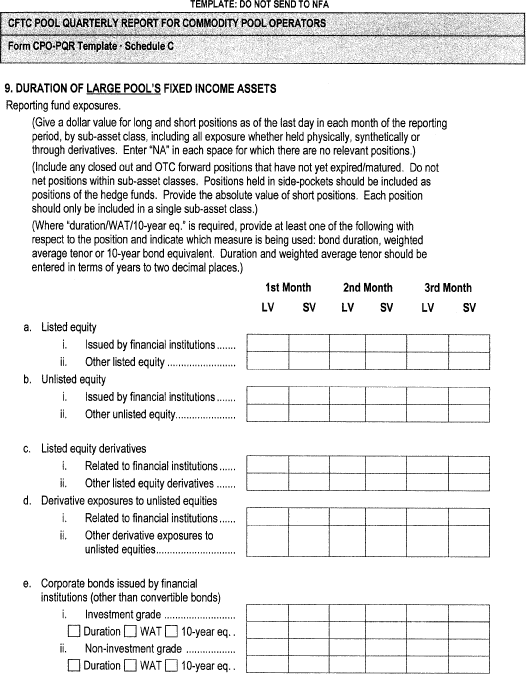 TEMPLATE: DO NOT SEND TO NFA
CFTC POOL QUARTERLY REPORT FOR COMMODITY POOL OPERATORS
Form CPO-PQR Template · Schedule C
9. DURATION OF LARGE POOL'S FIXED INCOME ASSETS
Reporting fund exposures.
(Give a dollar value for long and short positions as of the last day in each month of the reporting
period, by sub-asset class, including all exposure whether held physically, synthetically or
through derivatives. Enter "NA" in each space for which there are no relevant positions.)
(Include any closed out and OTC forward positions that have not yet expired/matured. Do not
net positions within sub-asset classes. Positions held in side-pockets should be included as
positions of the hedge funds. Provide the absolute value of short positions. Each position
should only be included in a single sub-asset class.)
(Where "duration/WAT/10-year eq." is required, provide at least one of the following with
respect to the position and indicate which measure is being used: bond duration, weighted
average tenor or 10-year bond equivalent. Duration and weighted average tenor should be
entered in terms of years to two decimal places.)
1st Month 2nd Month 3rd Month
LV SV LV SV LV SV
a. Listed equity
i. Issued by financial institutions .......
ii. Other listed equity .........................
b. Unlisted equity
i. Issued by financial institutions .......
ii. Other unlisted equity........................
c. Listed equity derivatives
i. Related to financial institutions ......
ii. Other listed equity derivatives .......
d. Derivative exposures to unlisted equities
i. Related to financial institutions ......
ii. Other derivative exposures to
unlisted equities............................
e. Corporate bonds issued by financial
institutions (other than convertible bonds)
i. Investment grade ..........................
Duration WAT 10-year eq. .
ii. Non-investment grade ..................
Duration WAT 10-year eq. .